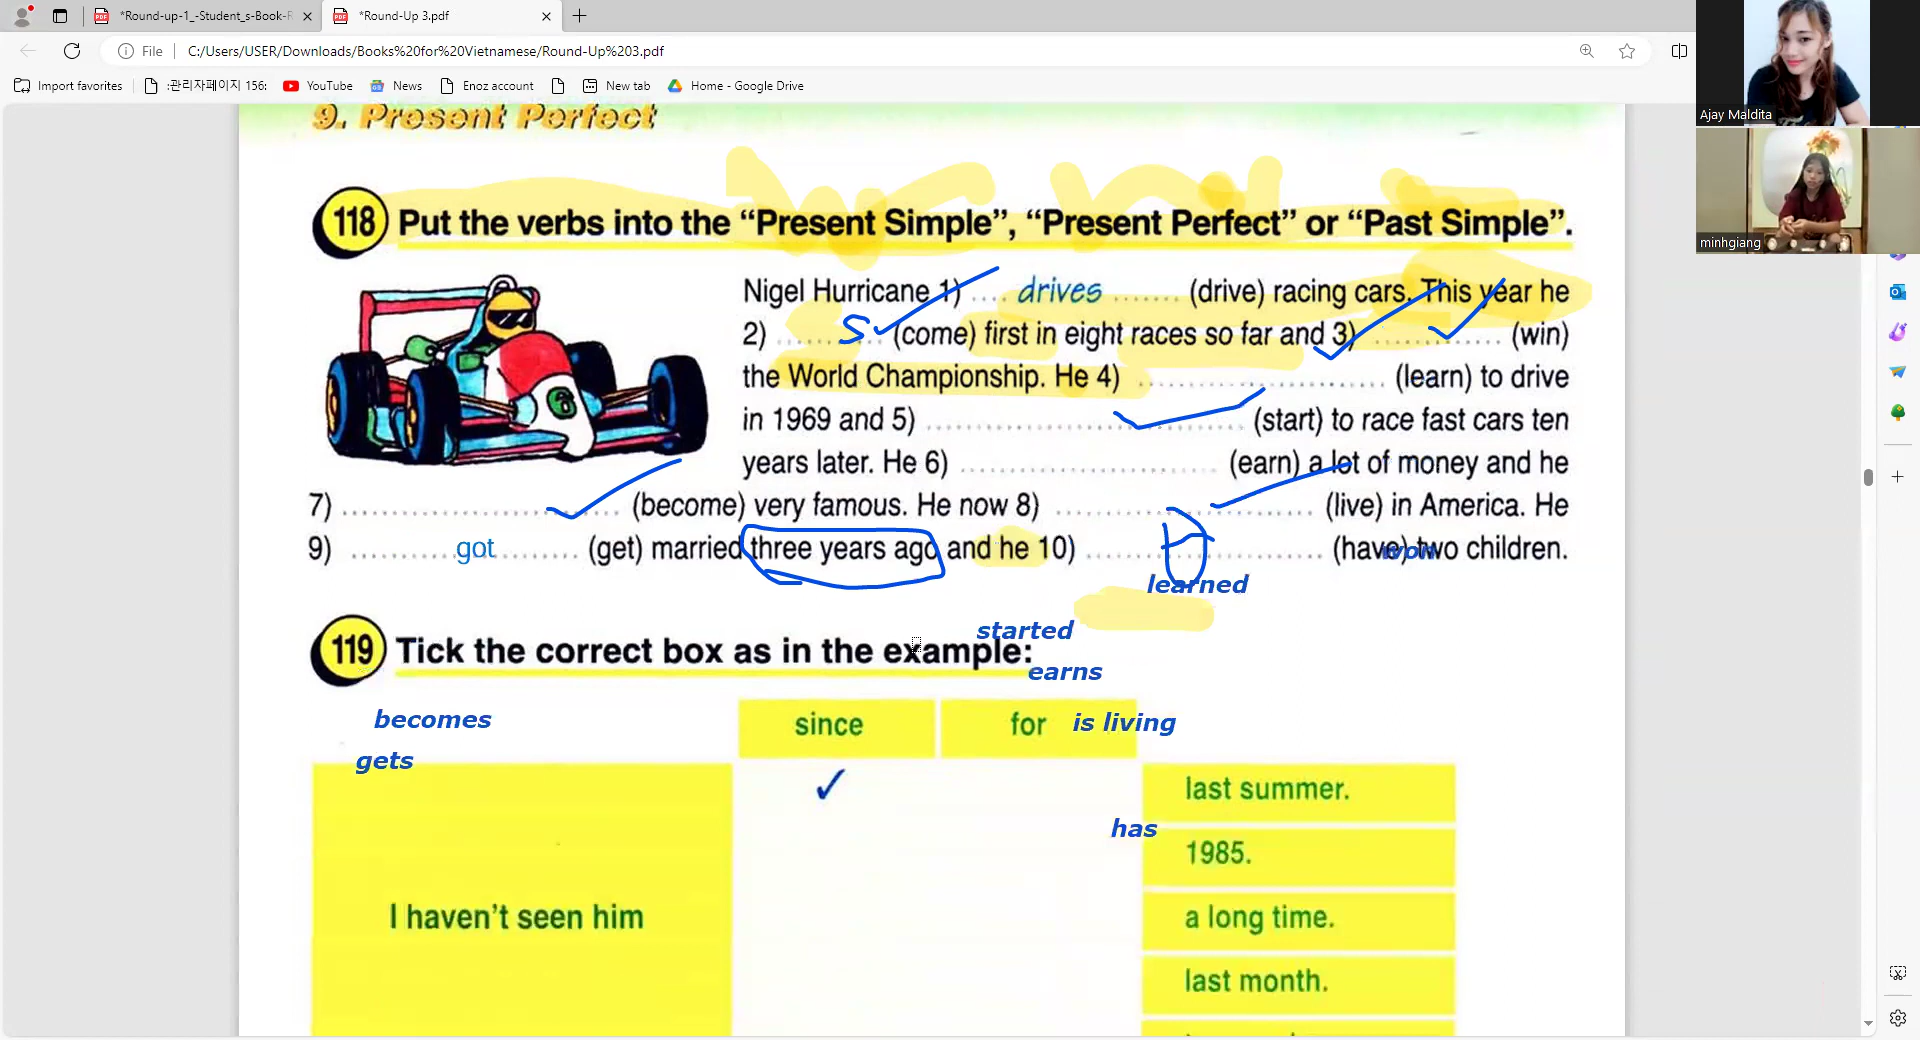 *Round-up-1_-Student_s-Book-R
*Round-Up 3.pdf
File
C:/Users/USER/Downloads/Books%20for%20Vietnamese/Round-Up%203.pdf
Import favorites
:관리자페이지 156:
YouTube
News
Enoz account
New tab
Home - Google Drive
Ajay Maldita
minhgiang
9. Present Perfect
118 Put the verbs into the “Present Simple”, “Present Perfect” or “Past Simple”.
Nigel Hurricane 1) .... drives ....... (drive) racing cars. This year he
2) ....... s .. (come) first in eight races so far and 3) ............... (win)
the World Championship. He 4) ............................ (learn) to drive
in 1969 and 5) .................................... (start) to race fast cars ten
years later. He 6) ............................. (earn) a lot of money and he
7) ............................... (become) very famous. He now 8) ............................. (live) in America. He
9) ........... got ......... (get) married three years ago and he 10) .......................... (have) two children.
won
learned
started
119 Tick the correct box as in the example:
earns
becomes
since
for
is living
gets
✓
last summer.
has
1985.
I haven’t seen him
a long time.
last month.